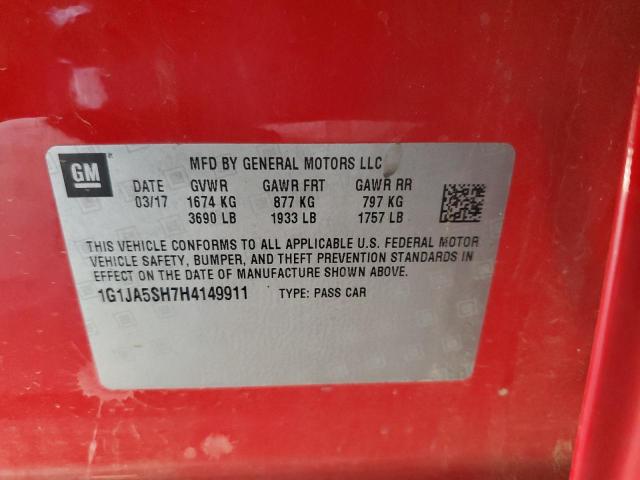 GM
MFD BY GENERAL MOTORS LLC
DATE GVWR GAWR FRT GAWR RR
03/17 1674 KG 877 KG 797 KG
3690 LB 1933 LB 1757 LB
THIS VEHICLE CONFORMS TO ALL APPLICABLE U.S. FEDERAL MOTOR
VEHICLE SAFETY, BUMPER, AND THEFT PREVENTION STANDARDS IN
EFFECT ON THE DATE OF MANUFACTURE SHOWN ABOVE.
1G1JA5SH7H4149911 TYPE: PASS CAR